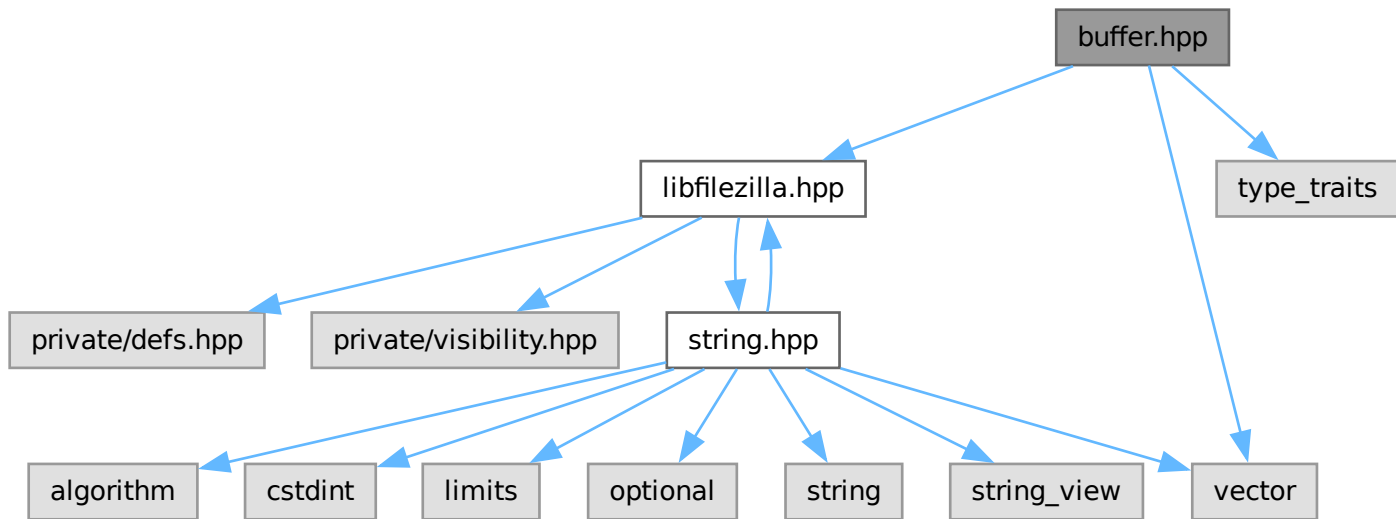 buffer.hpp
libfilezilla.hpp
type_traits
private/defs.hpp
private/visibility.hpp
string.hpp
algorithm
cstdint
limits
optional
string
string_view
vector